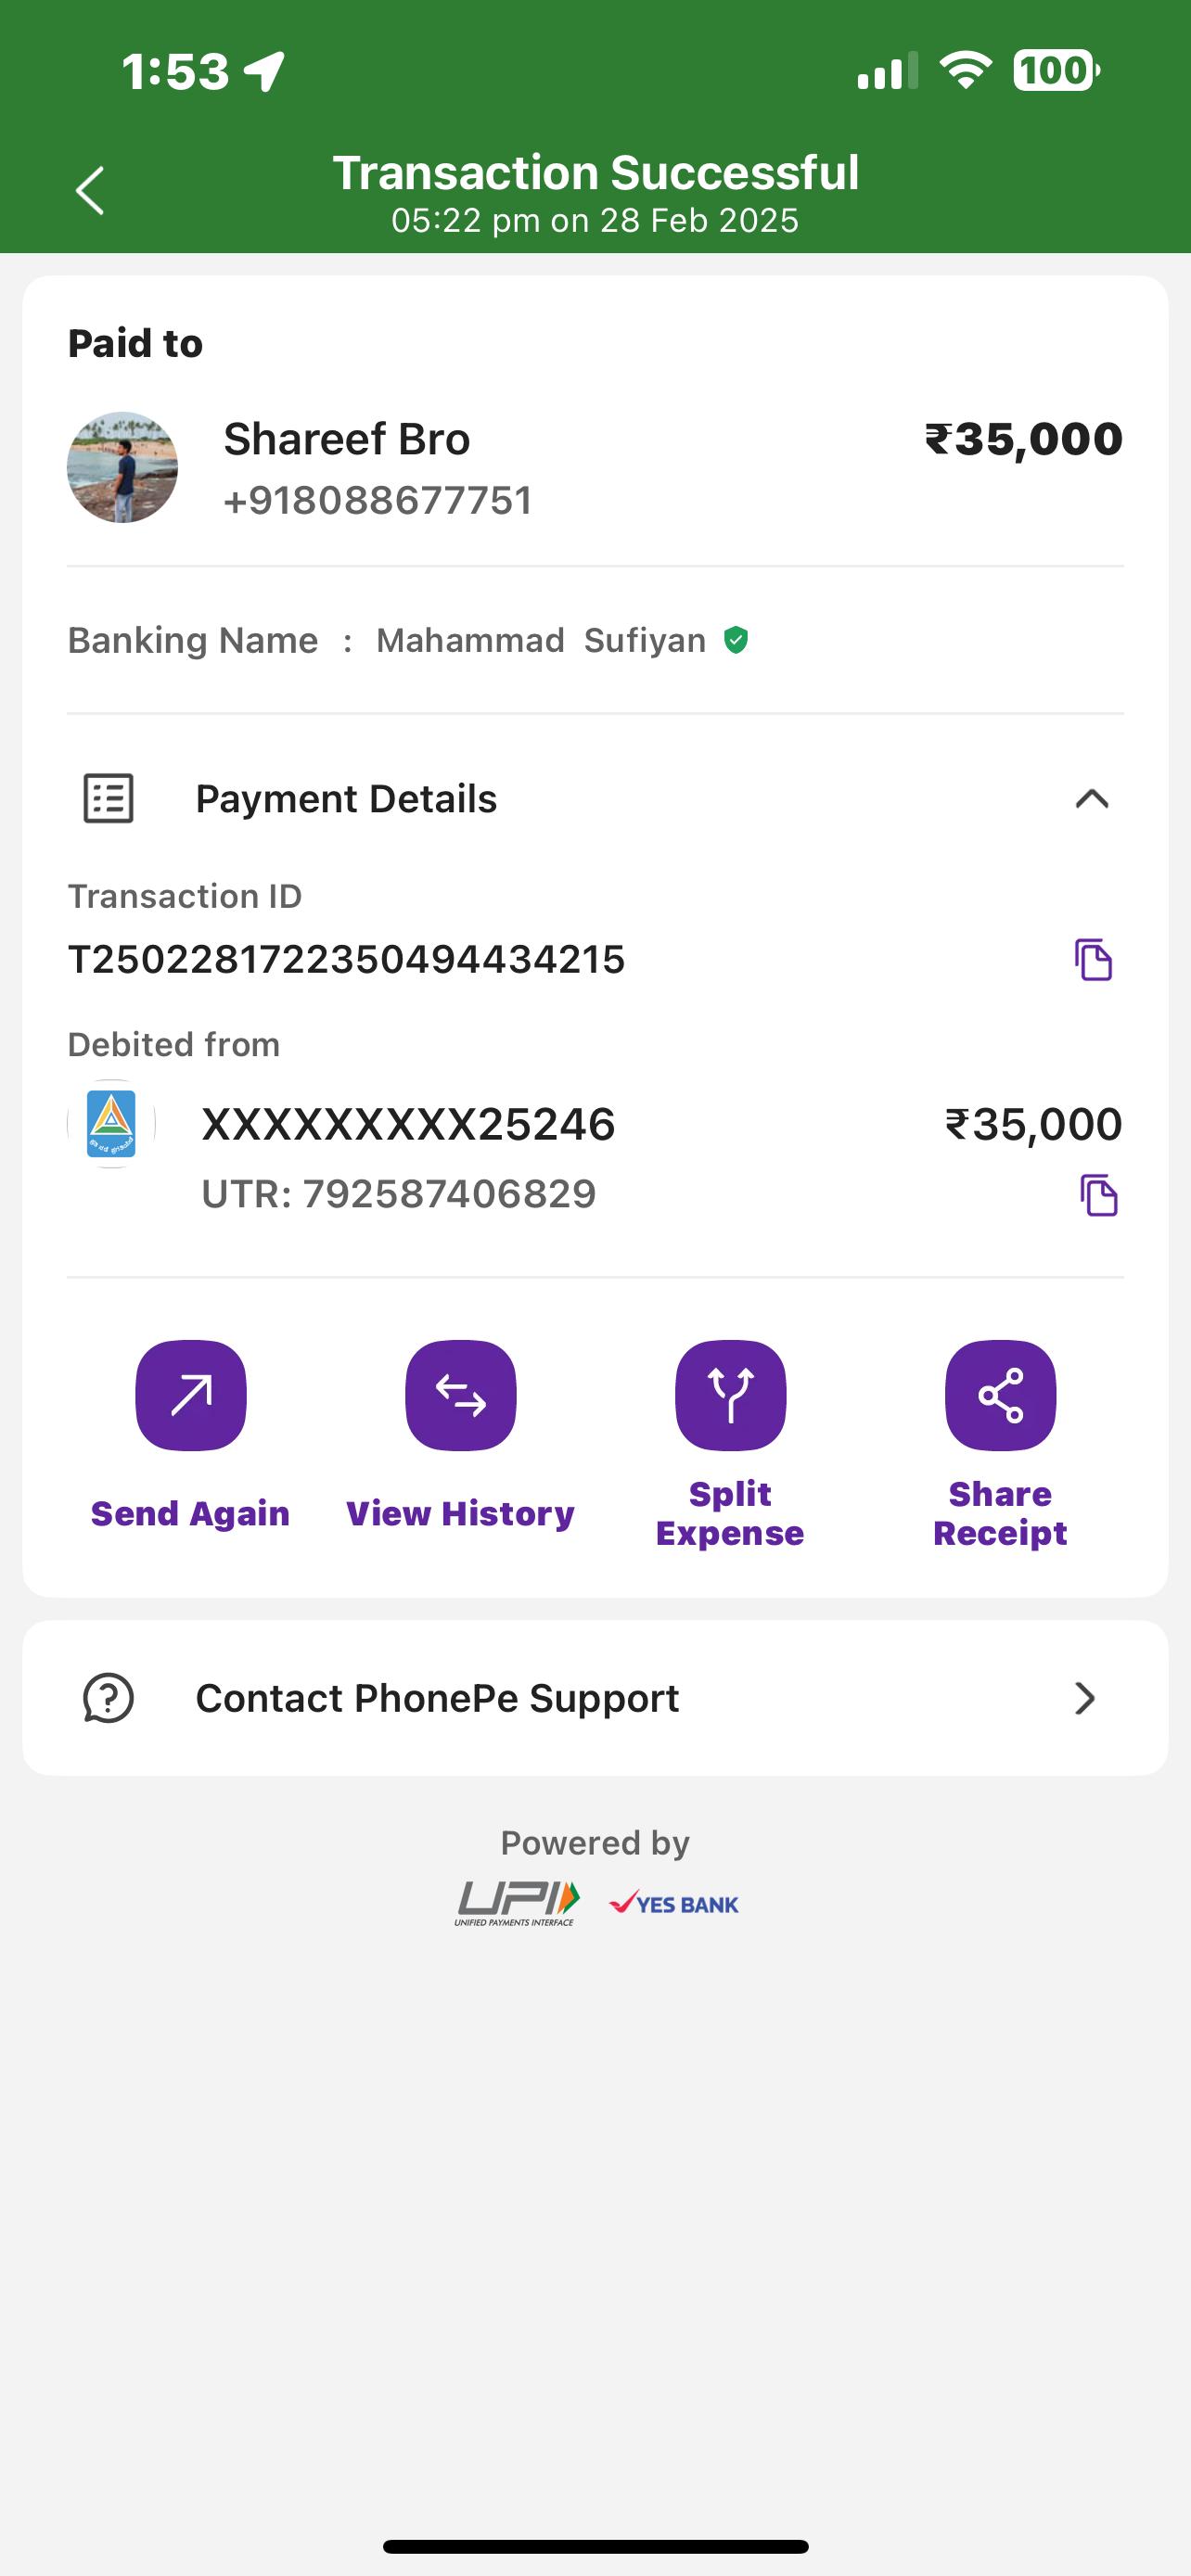 1:53
100
Transaction Successful
05:22 pm on 28 Feb 2025
Paid to
Shareef Bro
₹35,000
+918088677751
Banking Name : Mahammad Sufiyan
Payment Details
Transaction ID
T2502281722350494434215
Debited from
XXXXXXXXX25246
₹35,000
UTR: 792587406829
Send Again
View History
Split
Expense
Share
Receipt
Contact PhonePe Support
Powered by
UPI
UNIFIED PAYMENTS INTERFACE
YES BANK